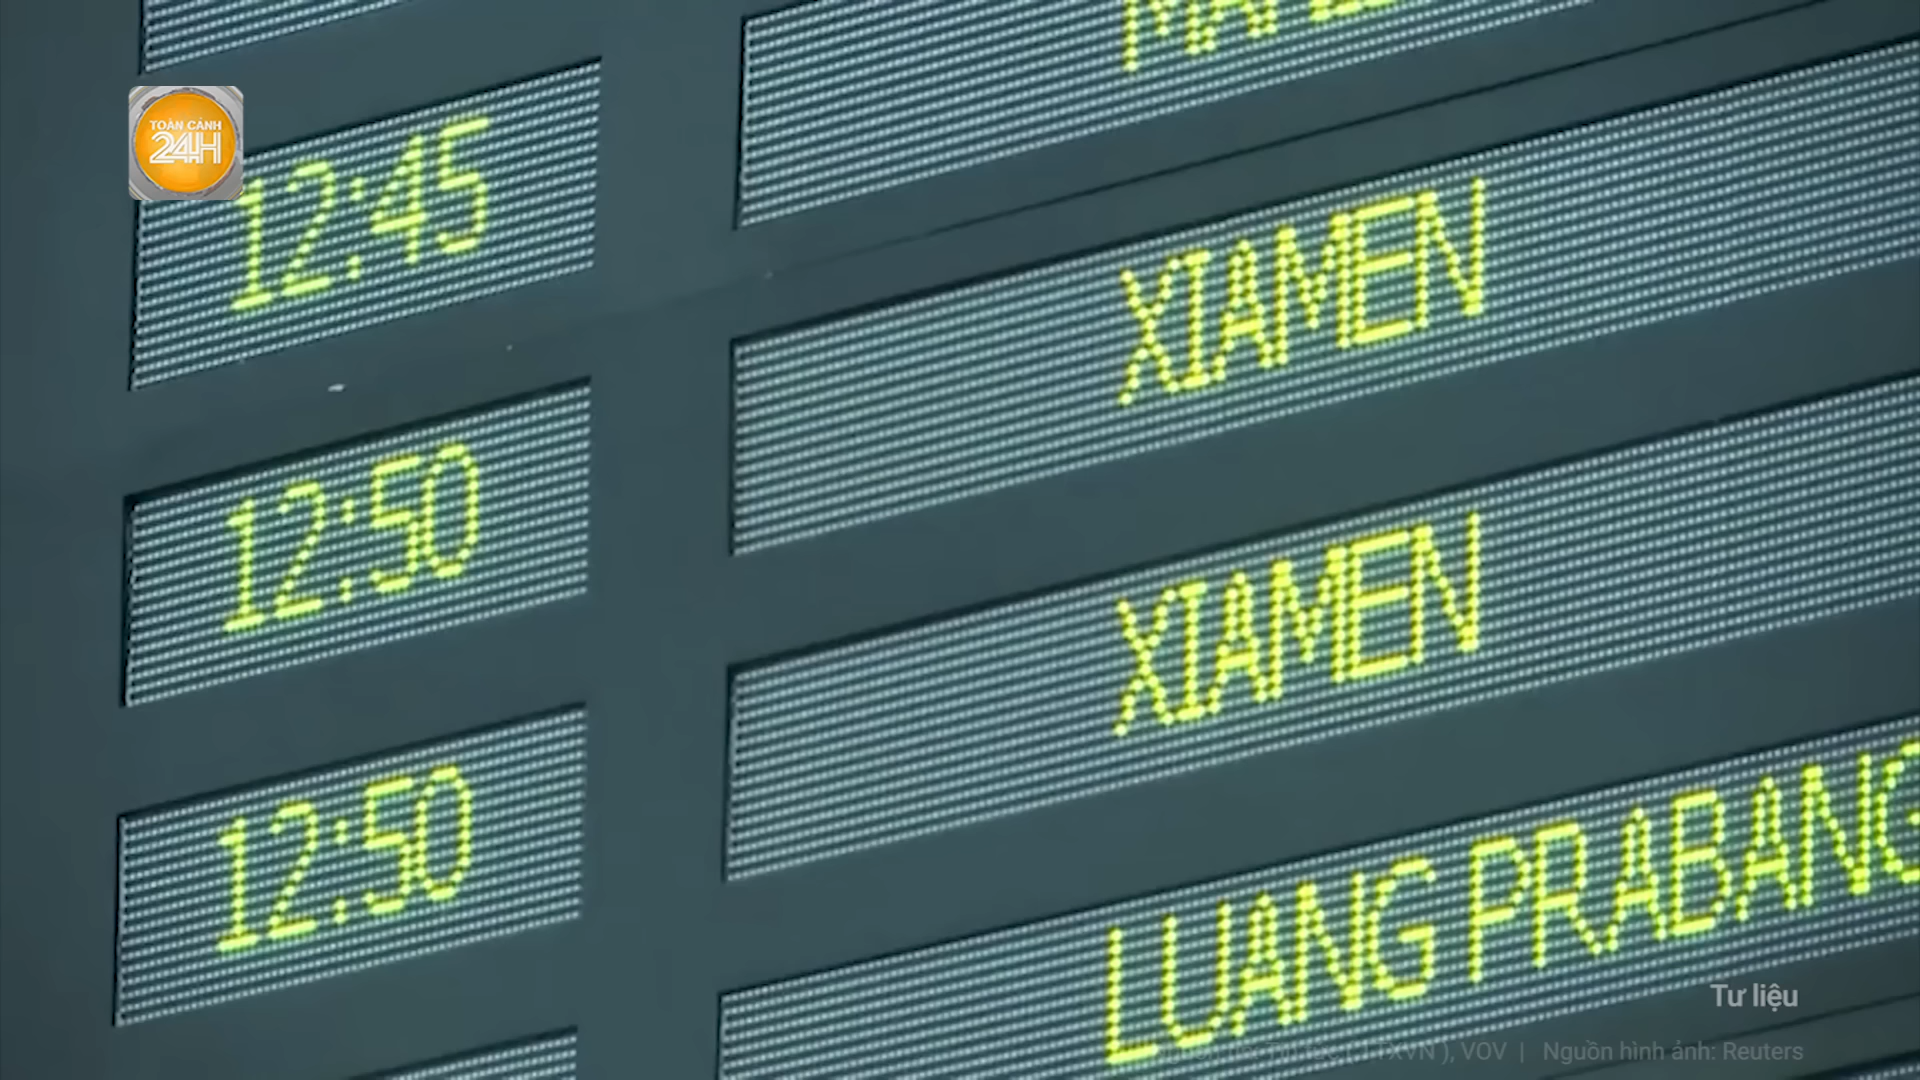 TOÀN CẢNH
24H
12:45
XIAMEN
12:50
XIAMEN
12:50
LUANG PRABANG
Tư liệu
VOV | Nguồn hình ảnh: Reuters